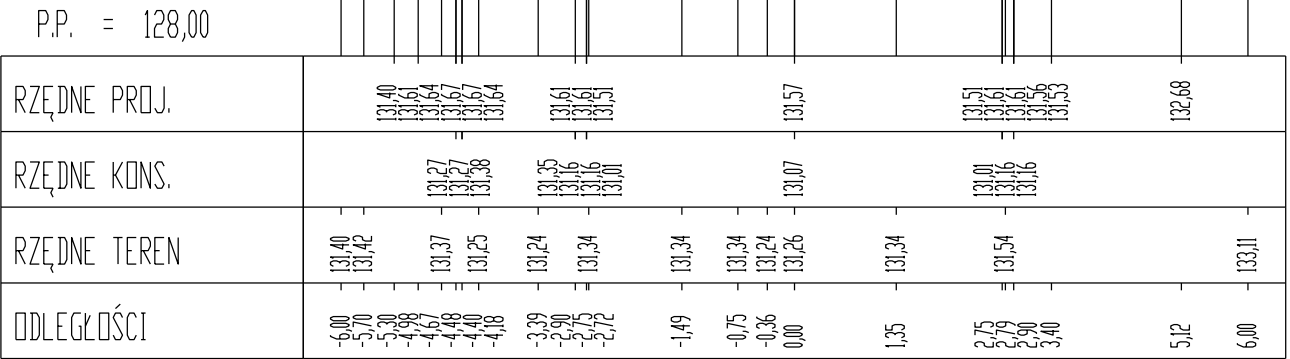 P.P. = 128,00
RZĘDNE PROJ. 131,40 131,61 131,64 131,67 131,67 131,64 131,61 131,61 131,51 131,57 131,51 131,61 131,61 131,56 131,53 132,68
RZĘDNE KONS. 131,27 131,27 131,38 131,35 131,16 131,16 131,01 131,07 131,01 131,16 131,16
RZĘDNE TEREN 131,40 131,42 131,37 131,25 131,24 131,34 131,34 131,34 131,24 131,26 131,34 131,54 133,11
ODLEGŁOŚCI -6,00 -5,70 -5,30 -4,98 -4,67 -4,48 -4,40 -4,18 -3,39 -2,90 -2,75 -2,72 -1,49 -0,75 -0,36 0,00 1,35 2,75 2,79 2,90 3,40 5,12 6,00